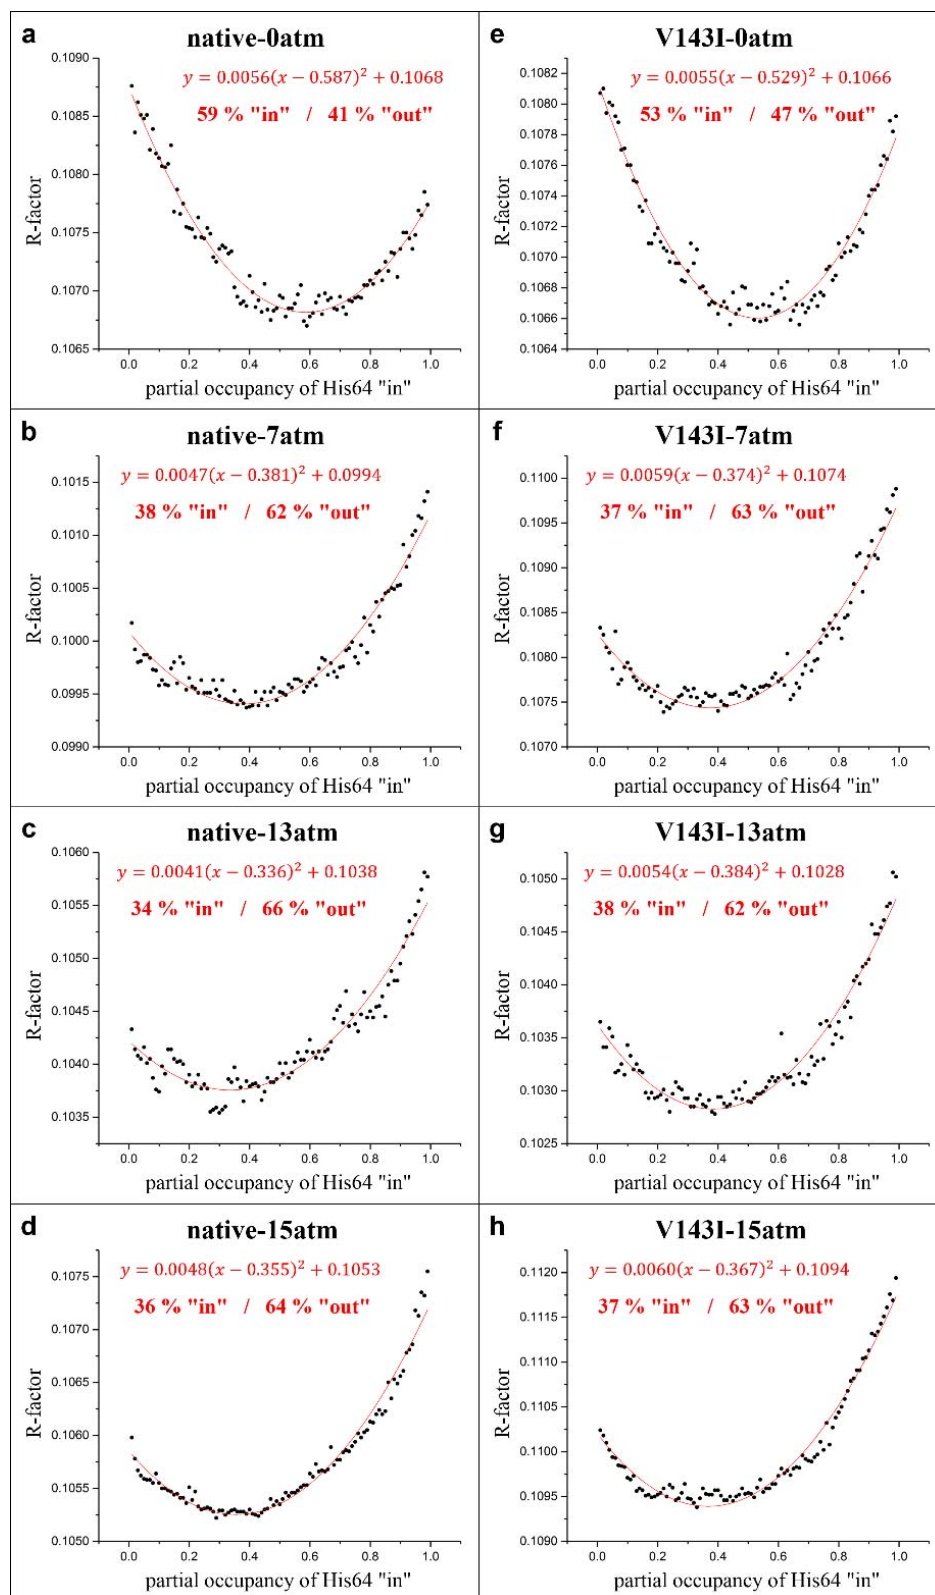 a
native-0atm
y = 0.0056(x − 0.587)² + 0.1068
59 % "in" / 41 % "out"
R-factor
0.1090
0.1085
0.1080
0.1075
0.1070
0.1065
0.0 0.2 0.4 0.6 0.8 1.0
partial occupancy of His64 "in"
e
V143I-0atm
y = 0.0055(x − 0.529)² + 0.1066
53 % "in" / 47 % "out"
R-factor
0.1082
0.1080
0.1078
0.1076
0.1074
0.1072
0.1070
0.1068
0.1066
0.1064
0.0 0.2 0.4 0.6 0.8 1.0
partial occupancy of His64 "in"
b
native-7atm
y = 0.0047(x − 0.381)² + 0.0994
38 % "in" / 62 % "out"
R-factor
0.1015
0.1010
0.1005
0.1000
0.0995
0.0990
0.0 0.2 0.4 0.6 0.8 1.0
partial occupancy of His64 "in"
f
V143I-7atm
y = 0.0059(x − 0.374)² + 0.1074
37 % "in" / 63 % "out"
R-factor
0.1100
0.1095
0.1090
0.1085
0.1080
0.1075
0.1070
0.0 0.2 0.4 0.6 0.8 1.0
partial occupancy of His64 "in"
c
native-13atm
y = 0.0041(x − 0.336)² + 0.1038
34 % "in" / 66 % "out"
R-factor
0.1060
0.1055
0.1050
0.1045
0.1040
0.1035
0.0 0.2 0.4 0.6 0.8 1.0
partial occupancy of His64 "in"
g
V143I-13atm
y = 0.0054(x − 0.384)² + 0.1028
38 % "in" / 62 % "out"
R-factor
0.1050
0.1045
0.1040
0.1035
0.1030
0.1025
0.0 0.2 0.4 0.6 0.8 1.0
partial occupancy of His64 "in"
d
native-15atm
y = 0.0048(x − 0.355)² + 0.1053
36 % "in" / 64 % "out"
R-factor
0.1075
0.1070
0.1065
0.1060
0.1055
0.1050
0.0 0.2 0.4 0.6 0.8 1.0
partial occupancy of His64 "in"
h
V143I-15atm
y = 0.0060(x − 0.367)² + 0.1094
37 % "in" / 63 % "out"
R-factor
0.1120
0.1115
0.1110
0.1105
0.1100
0.1095
0.1090
0.0 0.2 0.4 0.6 0.8 1.0
partial occupancy of His64 "in"